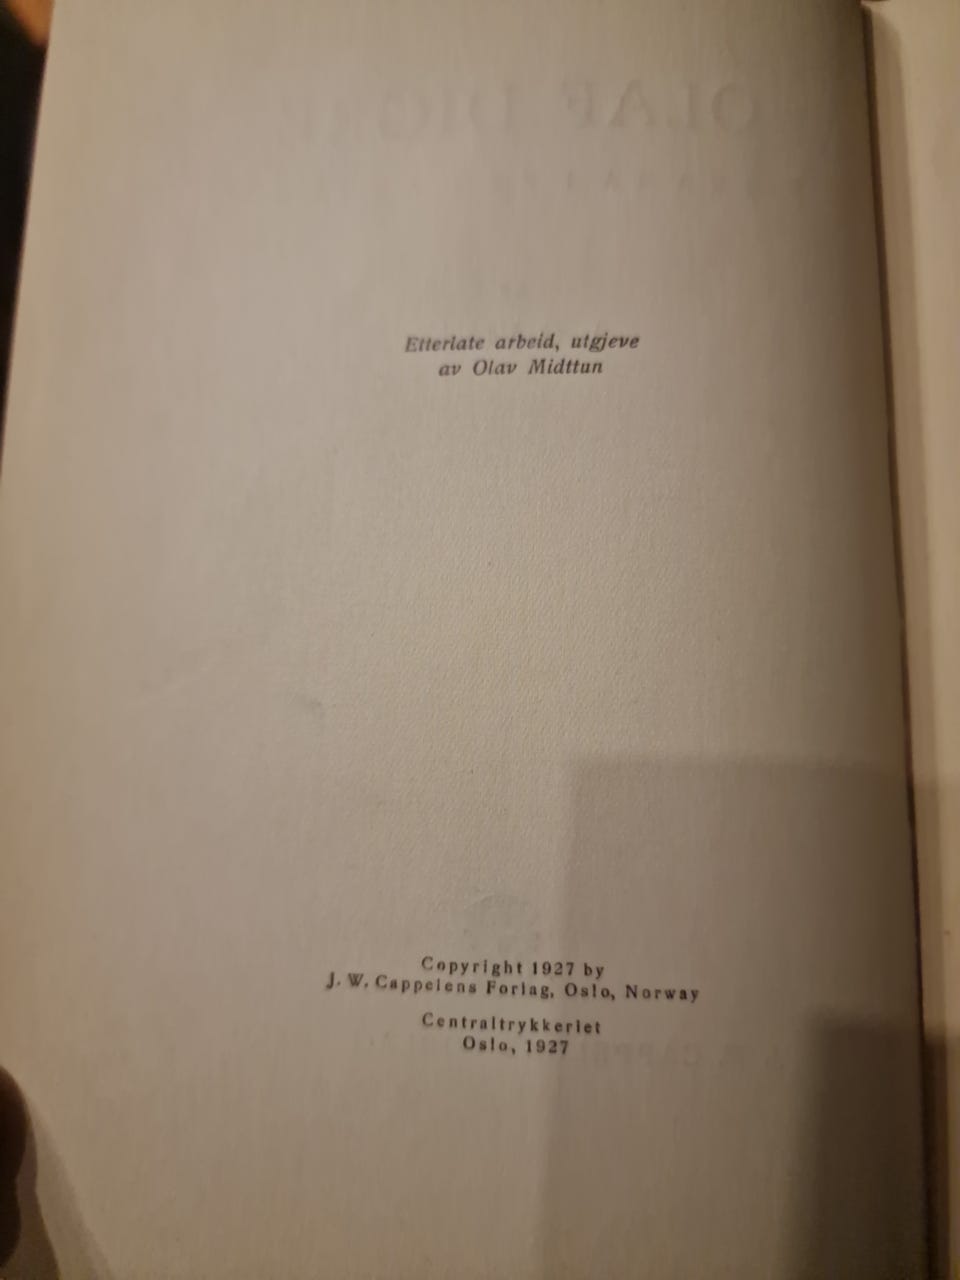 Etterlate arbeid, utgjeve
av Olav Midttun
Copyright 1927 by
J. W. Cappelens Forlag, Oslo, Norway
Centraltrykkeriet
Oslo, 1927